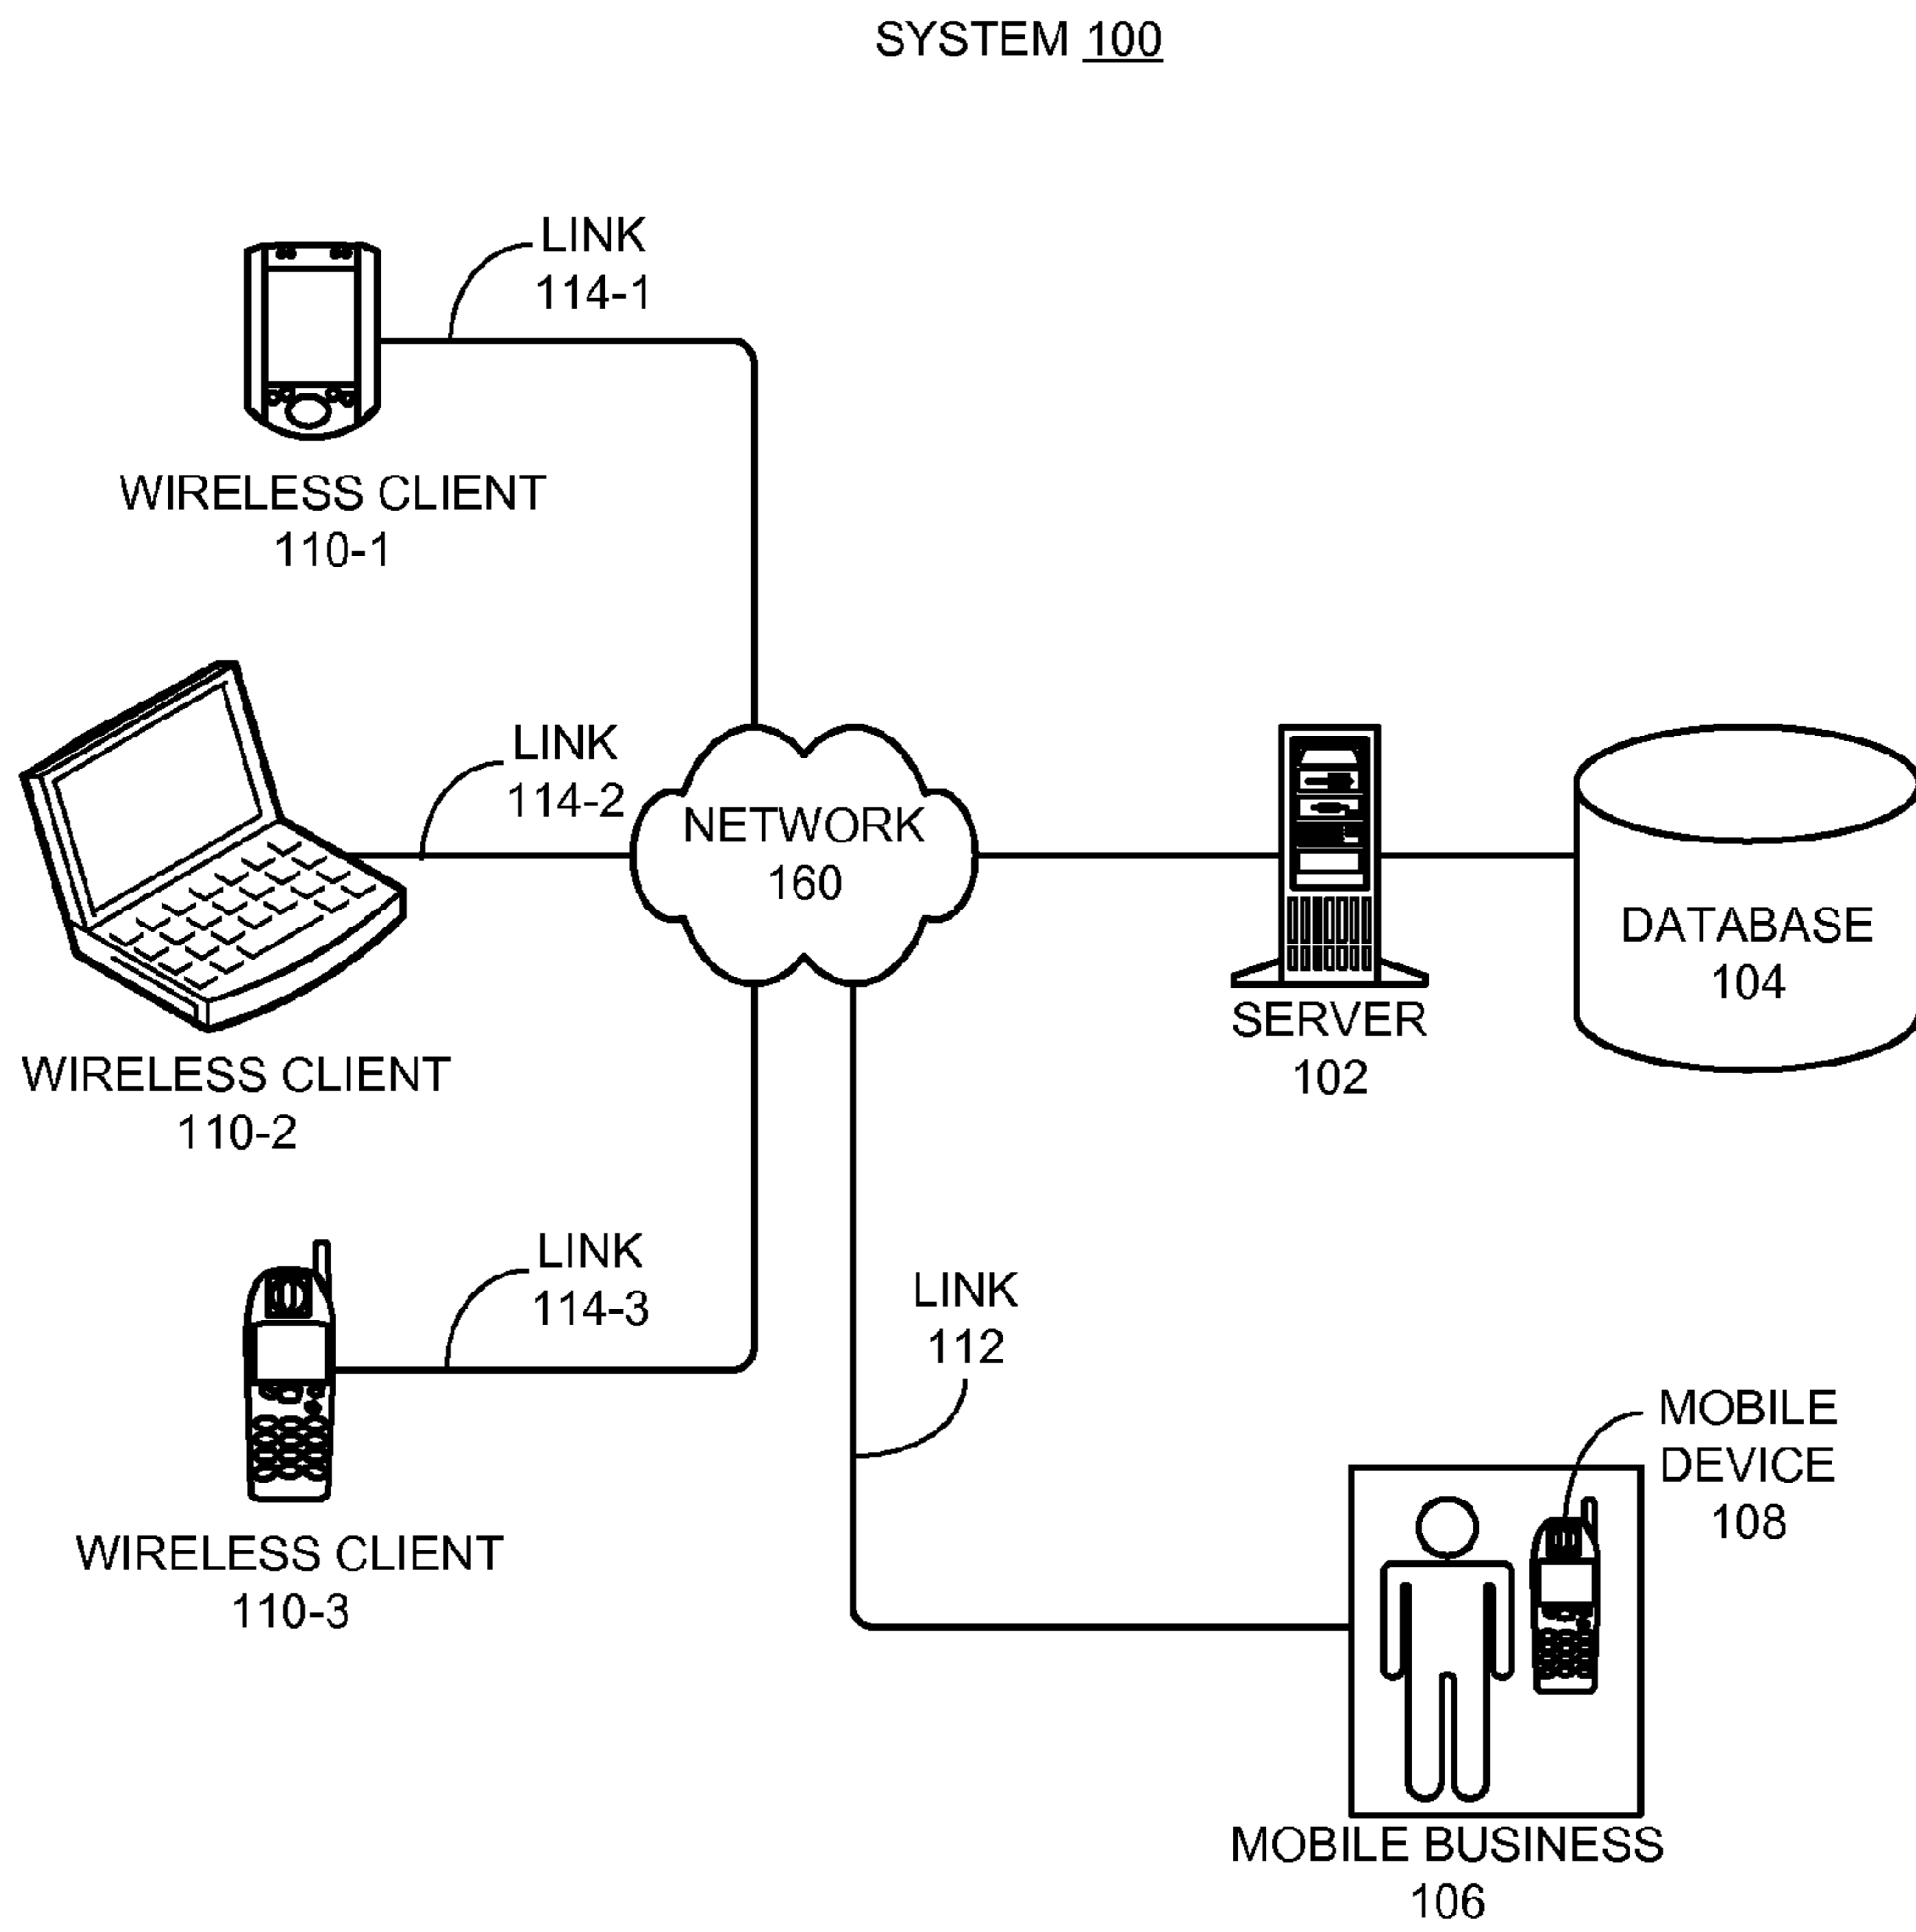 SYSTEM 100
LINK
114-1
WIRELESS CLIENT
110-1
LINK
114-2
NETWORK
160
DATABASE
104
SERVER
102
WIRELESS CLIENT
110-2
LINK
114-3
LINK
112
MOBILE
DEVICE
108
WIRELESS CLIENT
110-3
MOBILE BUSINESS
106